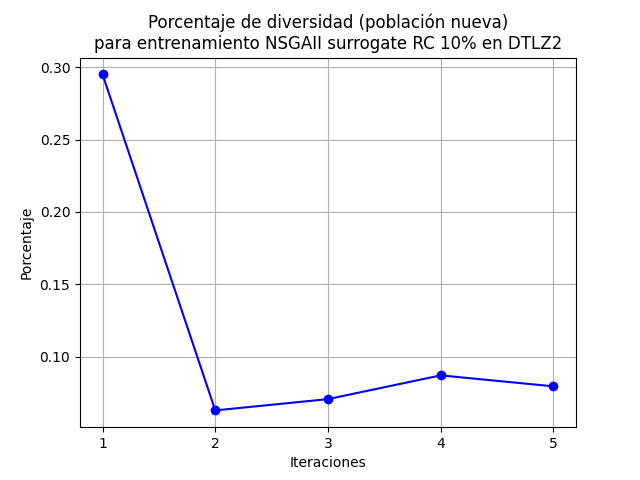 Porcentaje de diversidad (población nueva)
para entrenamiento NSGAII surrogate RC 10% en DTLZ2
0.30
0.25
0.20
0.15
0.10
Porcentaje
1 2 3 4 5
Iteraciones